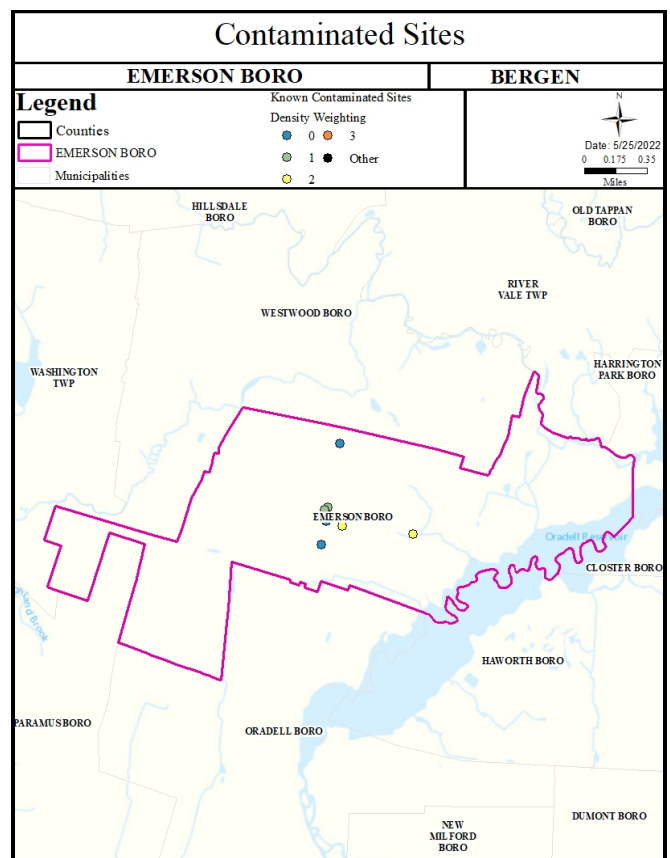 Contaminated Sites
EMERSON BORO
BERGEN
Legend
Counties
EMERSON BORO
Municipalities
Known Contaminated Sites
Density Weighting
0 3
1 Other
2
N
Date: 5/25/2022
0 0.175 0.35
Miles
HILLSDALE
BORO
OLD TAPPAN
BORO
RIVER
VALE TWP
WESTWOOD BORO
HARRINGTON
PARK BORO
WASHINGTON
TWP
EMERSON BORO
Oradell Reservoir
CLOSTER BORO
HAWORTH BORO
PARAMUS BORO
ORADELL BORO
DUMONT BORO
NEW
MILFORD
BORO